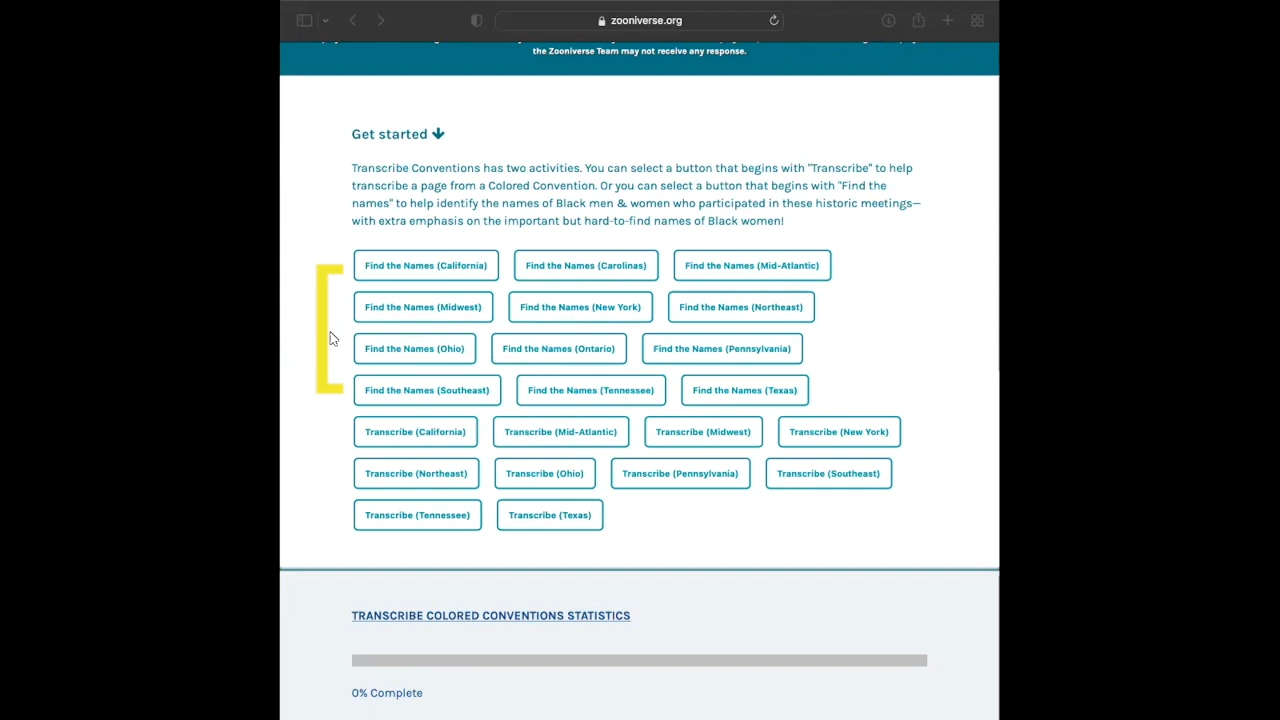 zooniverse.org
the Zooniverse Team may not receive any response.
Get started
Transcribe Conventions has two activities. You can select a button that begins with "Transcribe" to help
transcribe a page from a Colored Convention. Or you can select a button that begins with "Find the
names" to help identify the names of Black men & women who participated in these historic meetings—
with extra emphasis on the important but hard-to-find names of Black women!
Find the Names (California) Find the Names (Carolinas) Find the Names (Mid-Atlantic)
Find the Names (Midwest) Find the Names (New York) Find the Names (Northeast)
Find the Names (Ohio) Find the Names (Ontario) Find the Names (Pennsylvania)
Find the Names (Southeast) Find the Names (Tennessee) Find the Names (Texas)
Transcribe (California) Transcribe (Mid-Atlantic) Transcribe (Midwest) Transcribe (New York)
Transcribe (Northeast) Transcribe (Ohio) Transcribe (Pennsylvania) Transcribe (Southeast)
Transcribe (Tennessee) Transcribe (Texas)
TRANSCRIBE COLORED CONVENTIONS STATISTICS
0% Complete